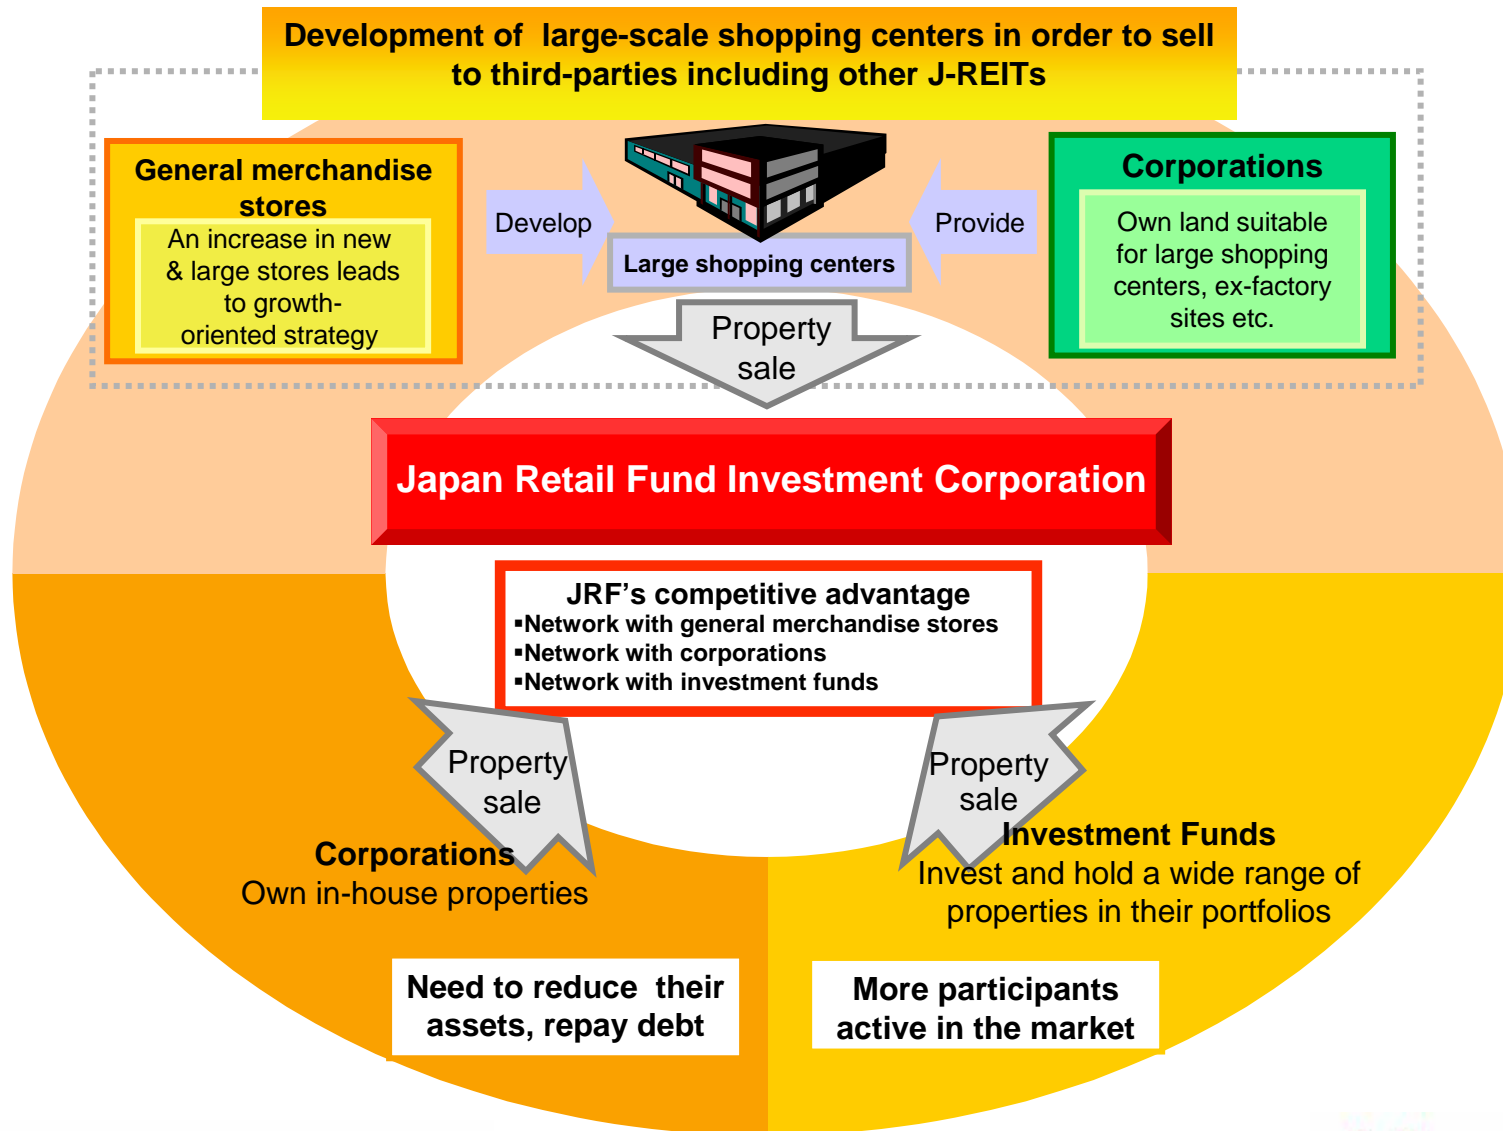 Development of large-scale shopping centers in order to sell
to third-parties including other J-REITs
General merchandise
stores
An increase in new
& large stores leads
to growth-
oriented strategy
Develop
Large shopping centers
Provide
Corporations
Own land suitable
for large shopping
centers, ex-factory
sites etc.
Property
sale
Japan Retail Fund Investment Corporation
JRF’s competitive advantage
▪Network with general merchandise stores
▪Network with corporations
▪Network with investment funds
Property
sale
Corporations
Own in-house properties
Need to reduce their
assets, repay debt
Property
sale
Investment Funds
Invest and hold a wide range of
properties in their portfolios
More participants
active in the market